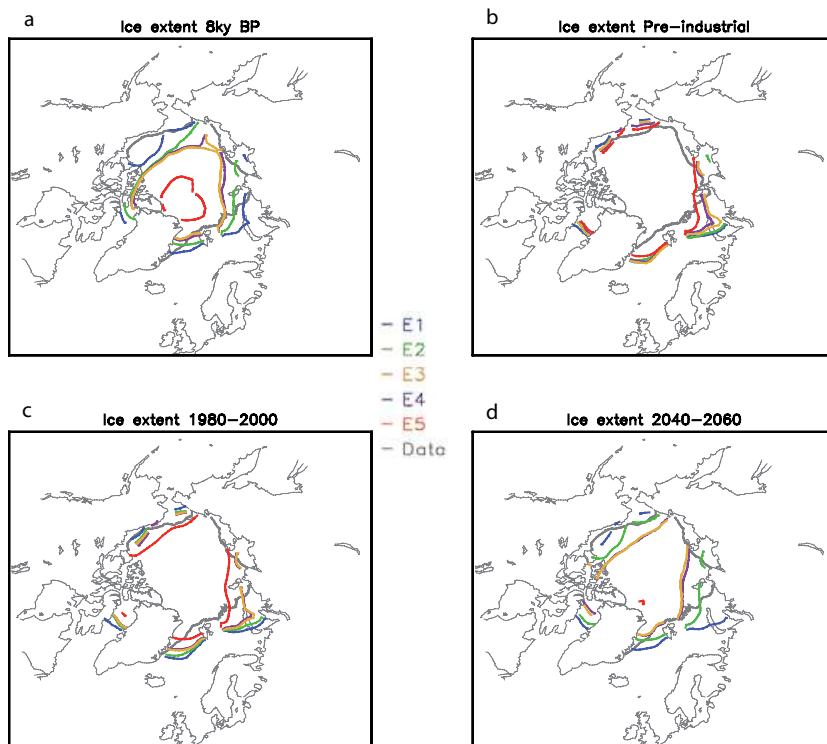 a
Ice extent 8ky BP
b
Ice extent Pre-industrial
E1
E2
E3
E4
E5
Data
c
Ice extent 1980-2000
d
Ice extent 2040-2060